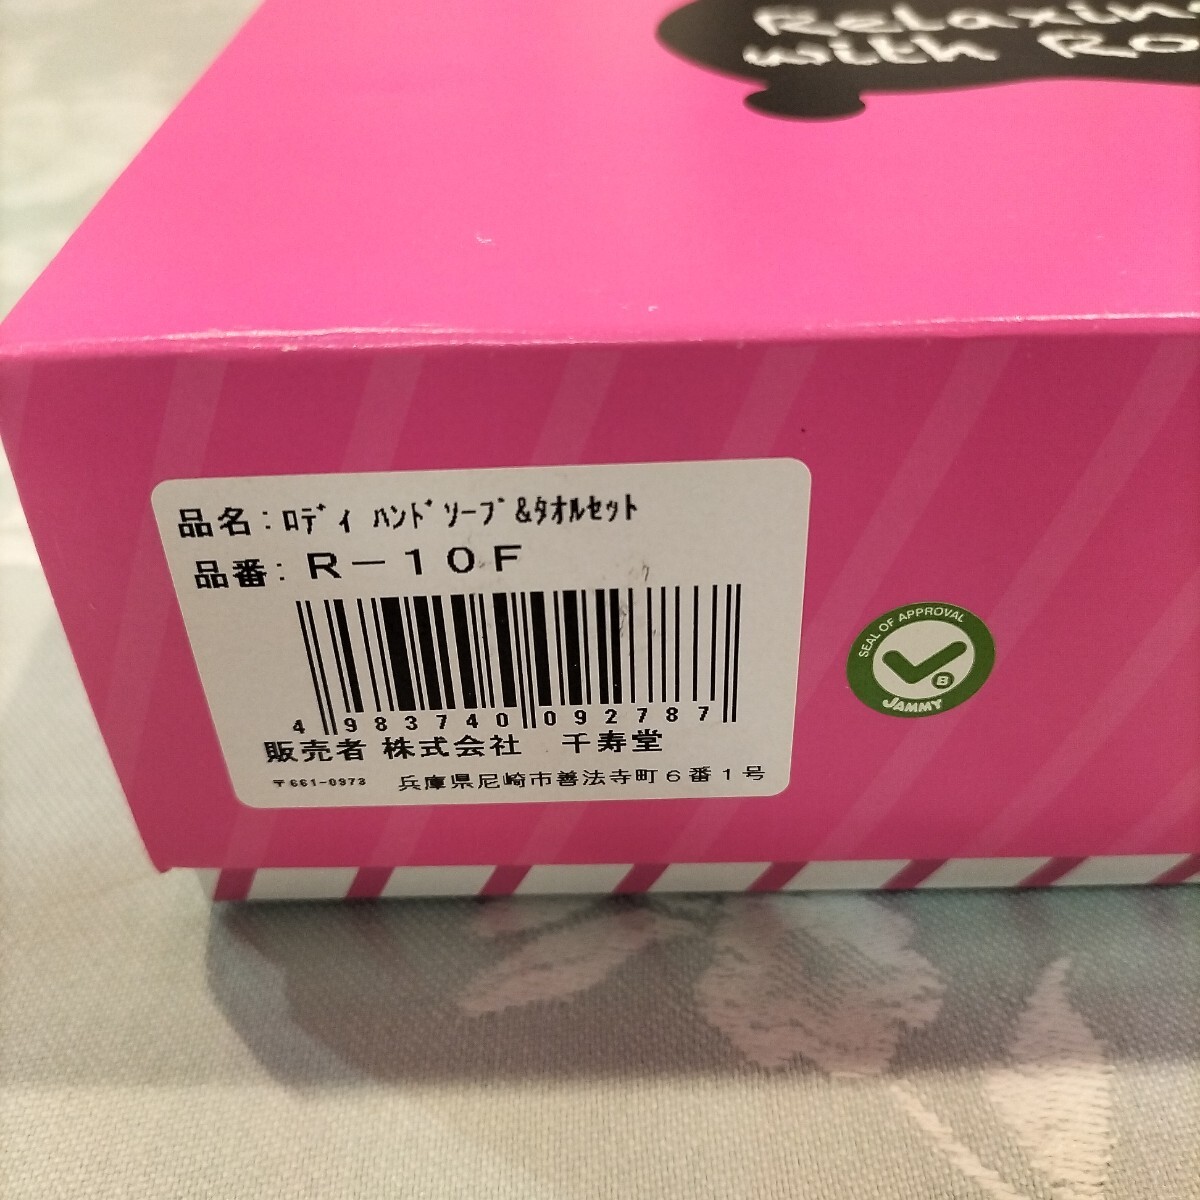 Relaxing
with Ro
品名:ﾛﾃﾞｨ ﾊﾝﾄﾞｿｰﾌﾟ&ﾀｵﾙｾｯﾄ
品番:R-10F
4 983740 092787
販売者 株式会社 千寿堂
〒661-0973 兵庫県尼崎市善法寺町6番1号
SEAL OF APPROVAL
B
JAMMY